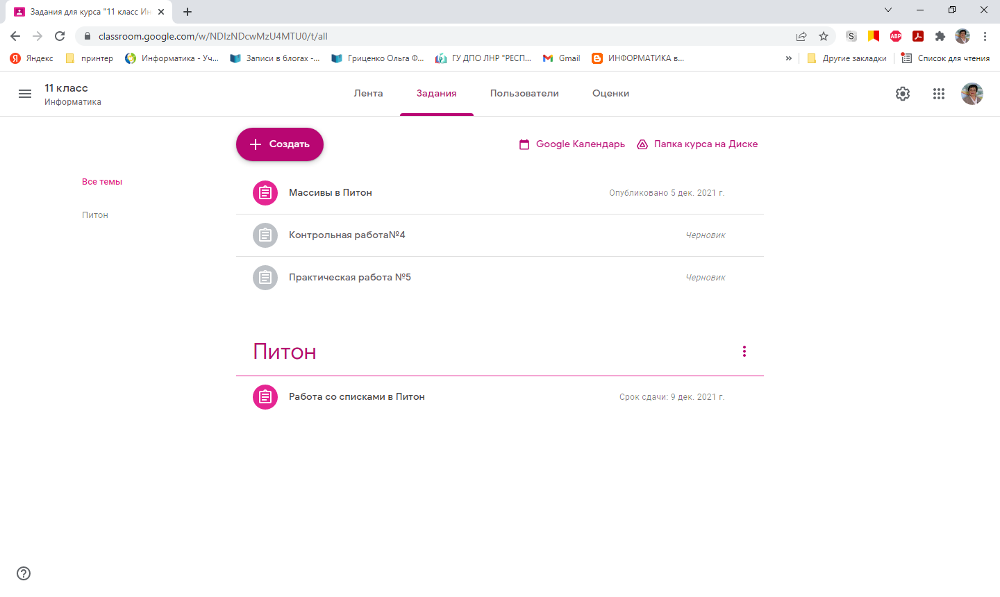 Задания для курса "11 класс Ин
classroom.google.com/w/NDIzNDcwMzU4MTU0/t/all
Яндекс
принтер
Информатика - Уч...
Записи в блогах -...
Гриценко Ольга Ф...
ГУ ДПО ЛНР "РЕСП...
Gmail
ИНФОРМАТИКА в...
»
Другие закладки
Список для чтения
11 класс
Информатика
Лента
Задания
Пользователи
Оценки
Создать
Google Календарь
Папка курса на Диске
Все темы
Питон
Массивы в Питон
Опубликовано 5 дек. 2021 г.
Контрольная работа№4
Черновик
Практическая работа №5
Черновик
Питон
Работа со списками в Питон
Срок сдачи: 9 дек. 2021 г.